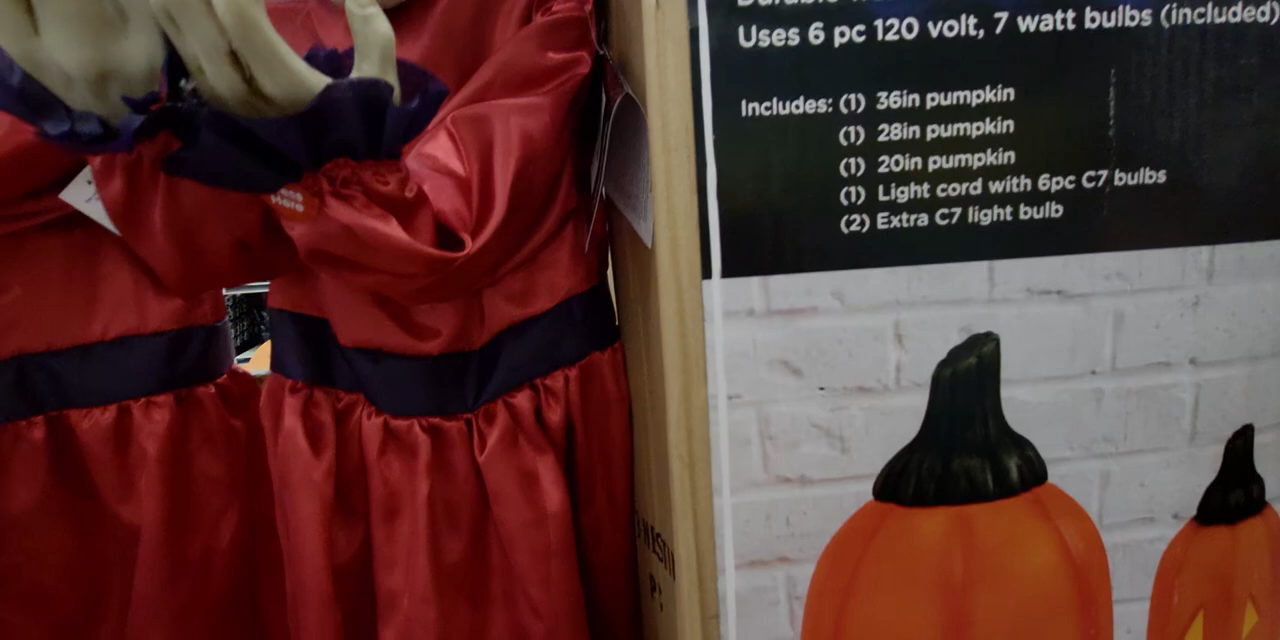 Uses 6 pc 120 volt, 7 watt bulbs (included)
Includes: (1) 36in pumpkin
(1) 28in pumpkin
(1) 20in pumpkin
(1) Light cord with 6pc C7 bulbs
(2) Extra C7 light bulb
Here